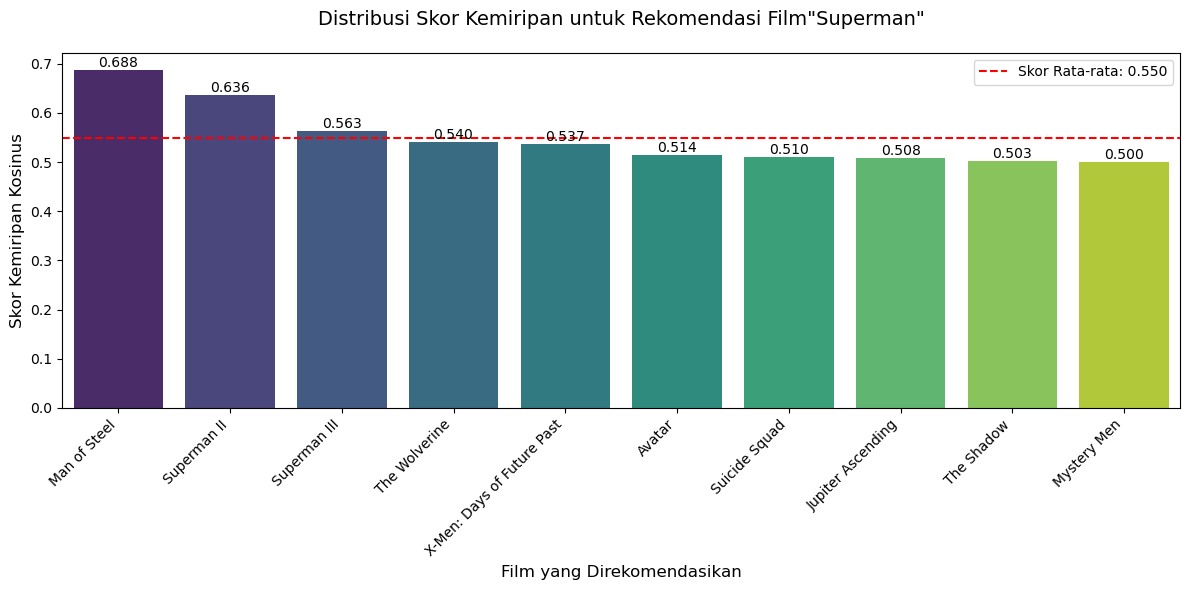 Distribusi Skor Kemiripan untuk Rekomendasi Film"Superman"
Skor Rata-rata: 0.550
Skor Kemiripan Kosinus
0.7
0.6
0.5
0.4
0.3
0.2
0.1
0.0
0.688
0.636
0.563
0.540
0.537
0.514
0.510
0.508
0.503
0.500
Man of Steel
Superman II
Superman III
The Wolverine
X-Men: Days of Future Past
Avatar
Suicide Squad
Jupiter Ascending
The Shadow
Mystery Men
Film yang Direkomendasikan